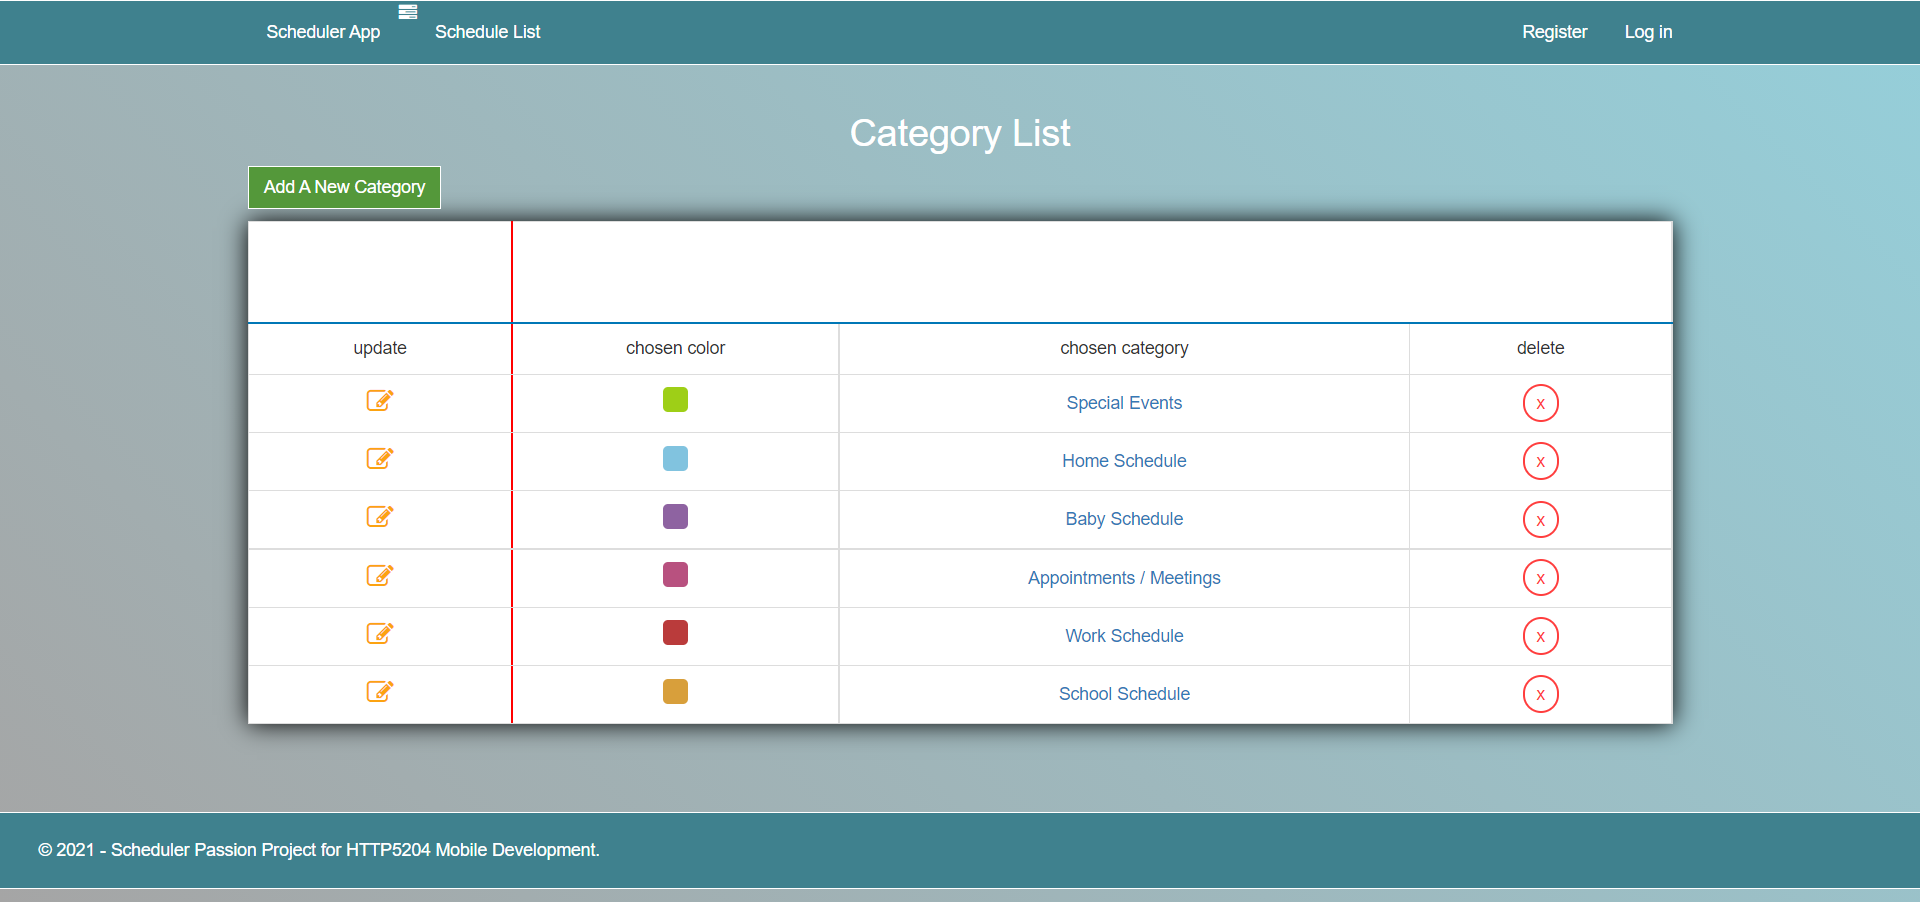 Scheduler App Schedule List Register Log in
Category List
Add A New Category
update chosen color chosen category delete
Special Events x
Home Schedule x
Baby Schedule x
Appointments / Meetings x
Work Schedule x
School Schedule x
© 2021 - Scheduler Passion Project for HTTP5204 Mobile Development.